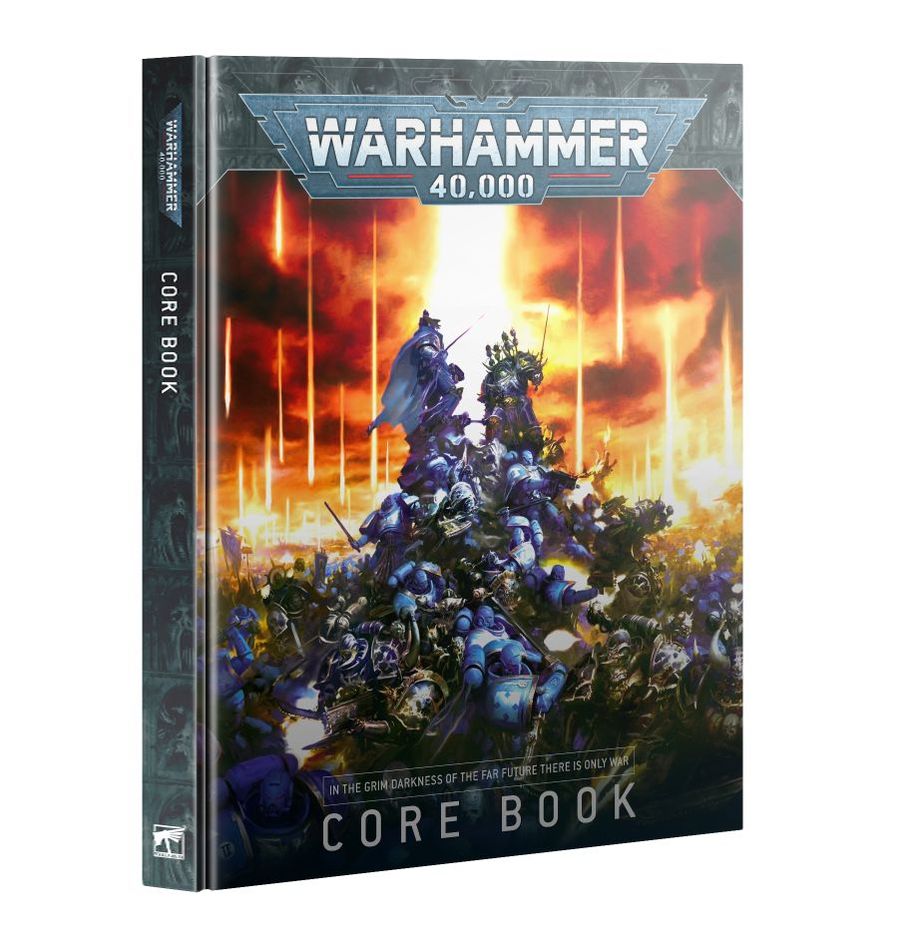 WARHAMMER
40,000
CORE BOOK
WARHAMMER
40,000
IN THE GRIM DARKNESS OF THE FAR FUTURE THERE IS ONLY WAR
CORE BOOK